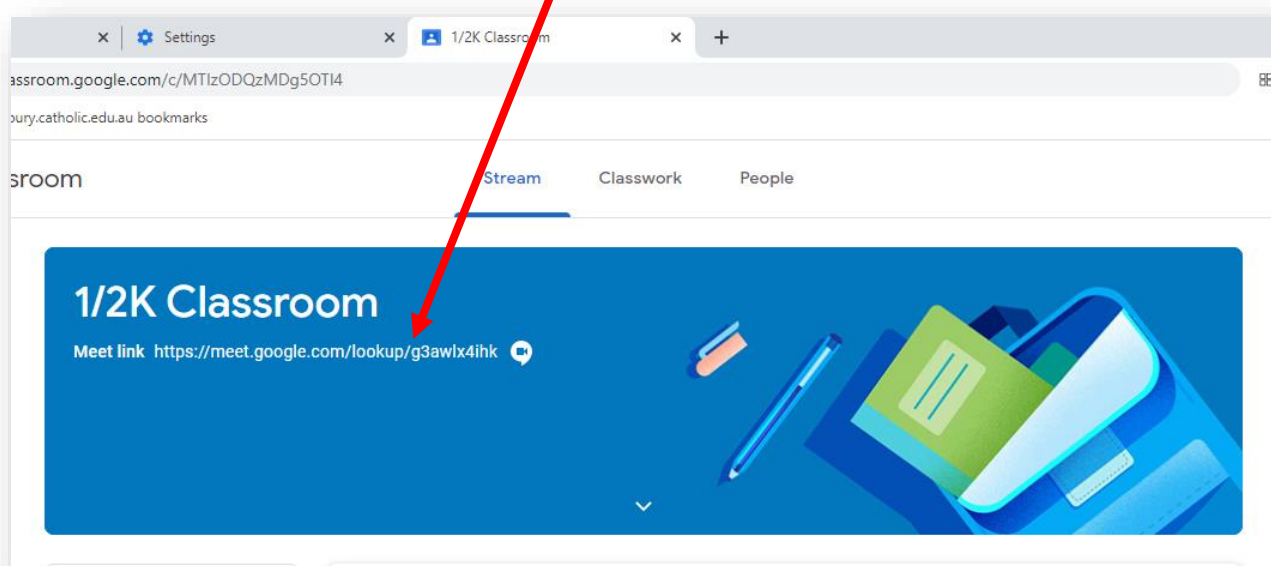 Settings
1/2K Classroom
assroom.google.com/c/MTIzODQzMDg5OTI4
bury.catholic.edu.au bookmarks
sroom Stream Classwork People
1/2K Classroom
Meet link https://meet.google.com/lookup/g3awlx4ihk